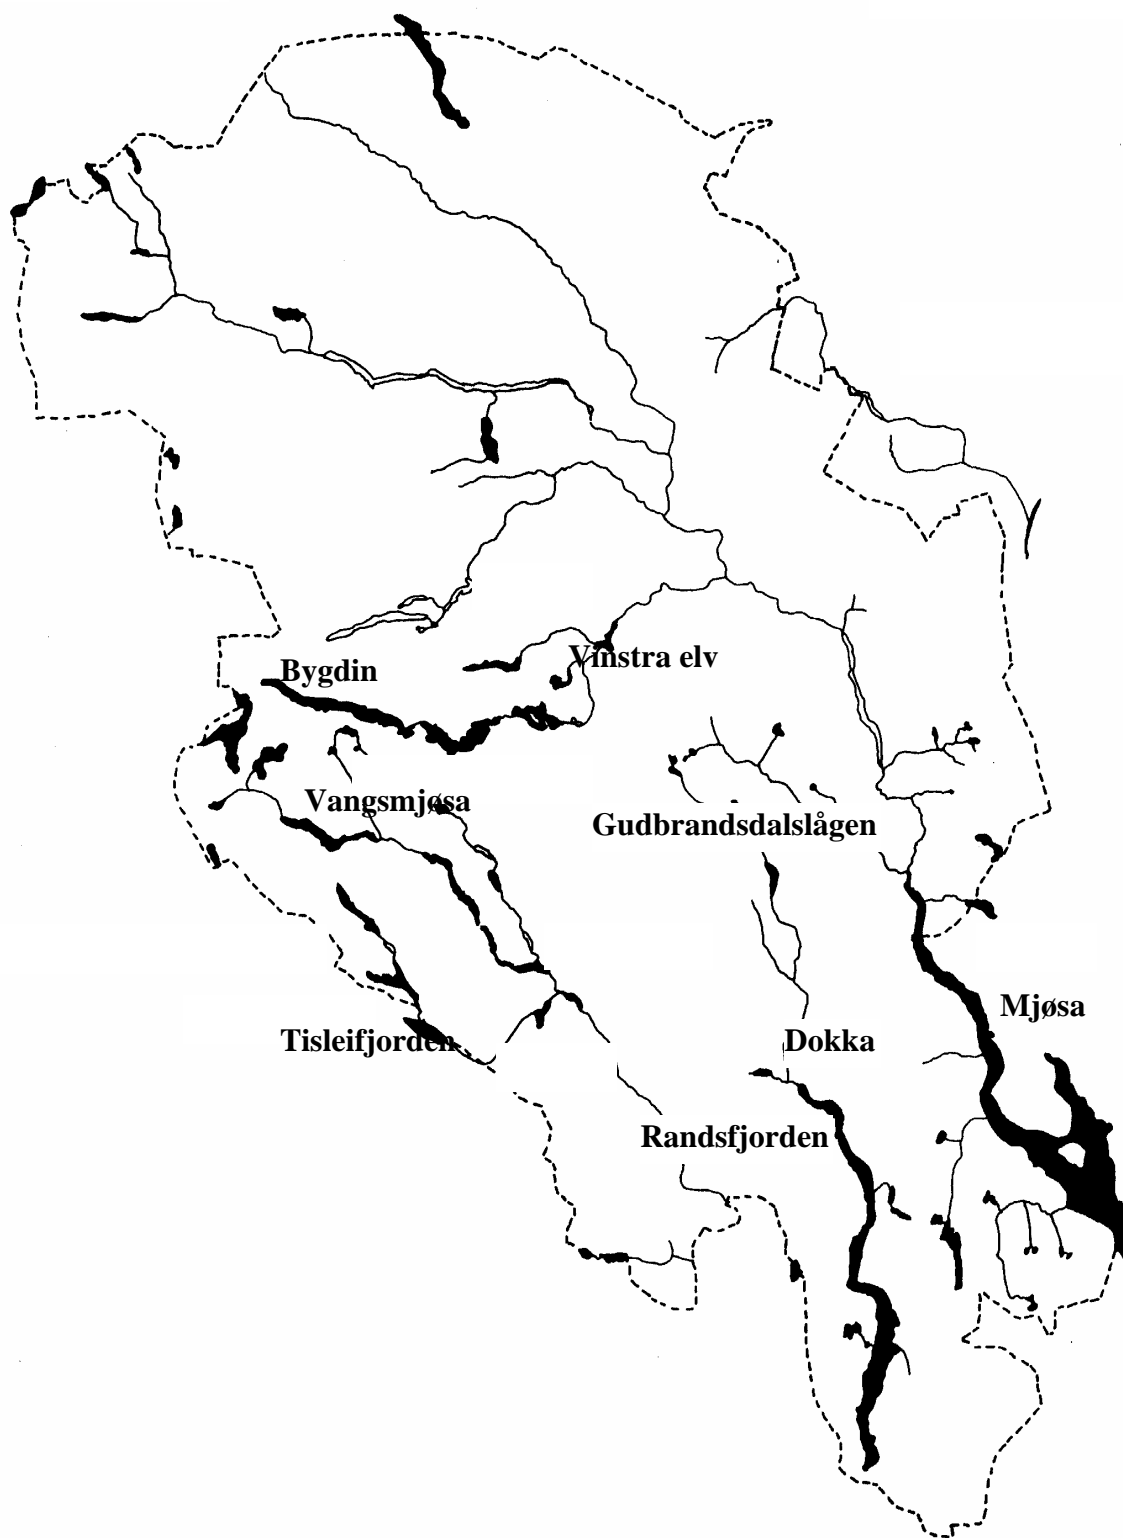 Vinstra elv
Bygdin
Vangsmjøsa
Gudbrandsdalslågen
Mjøsa
Tisleifjorden
Dokka
Randsfjorden